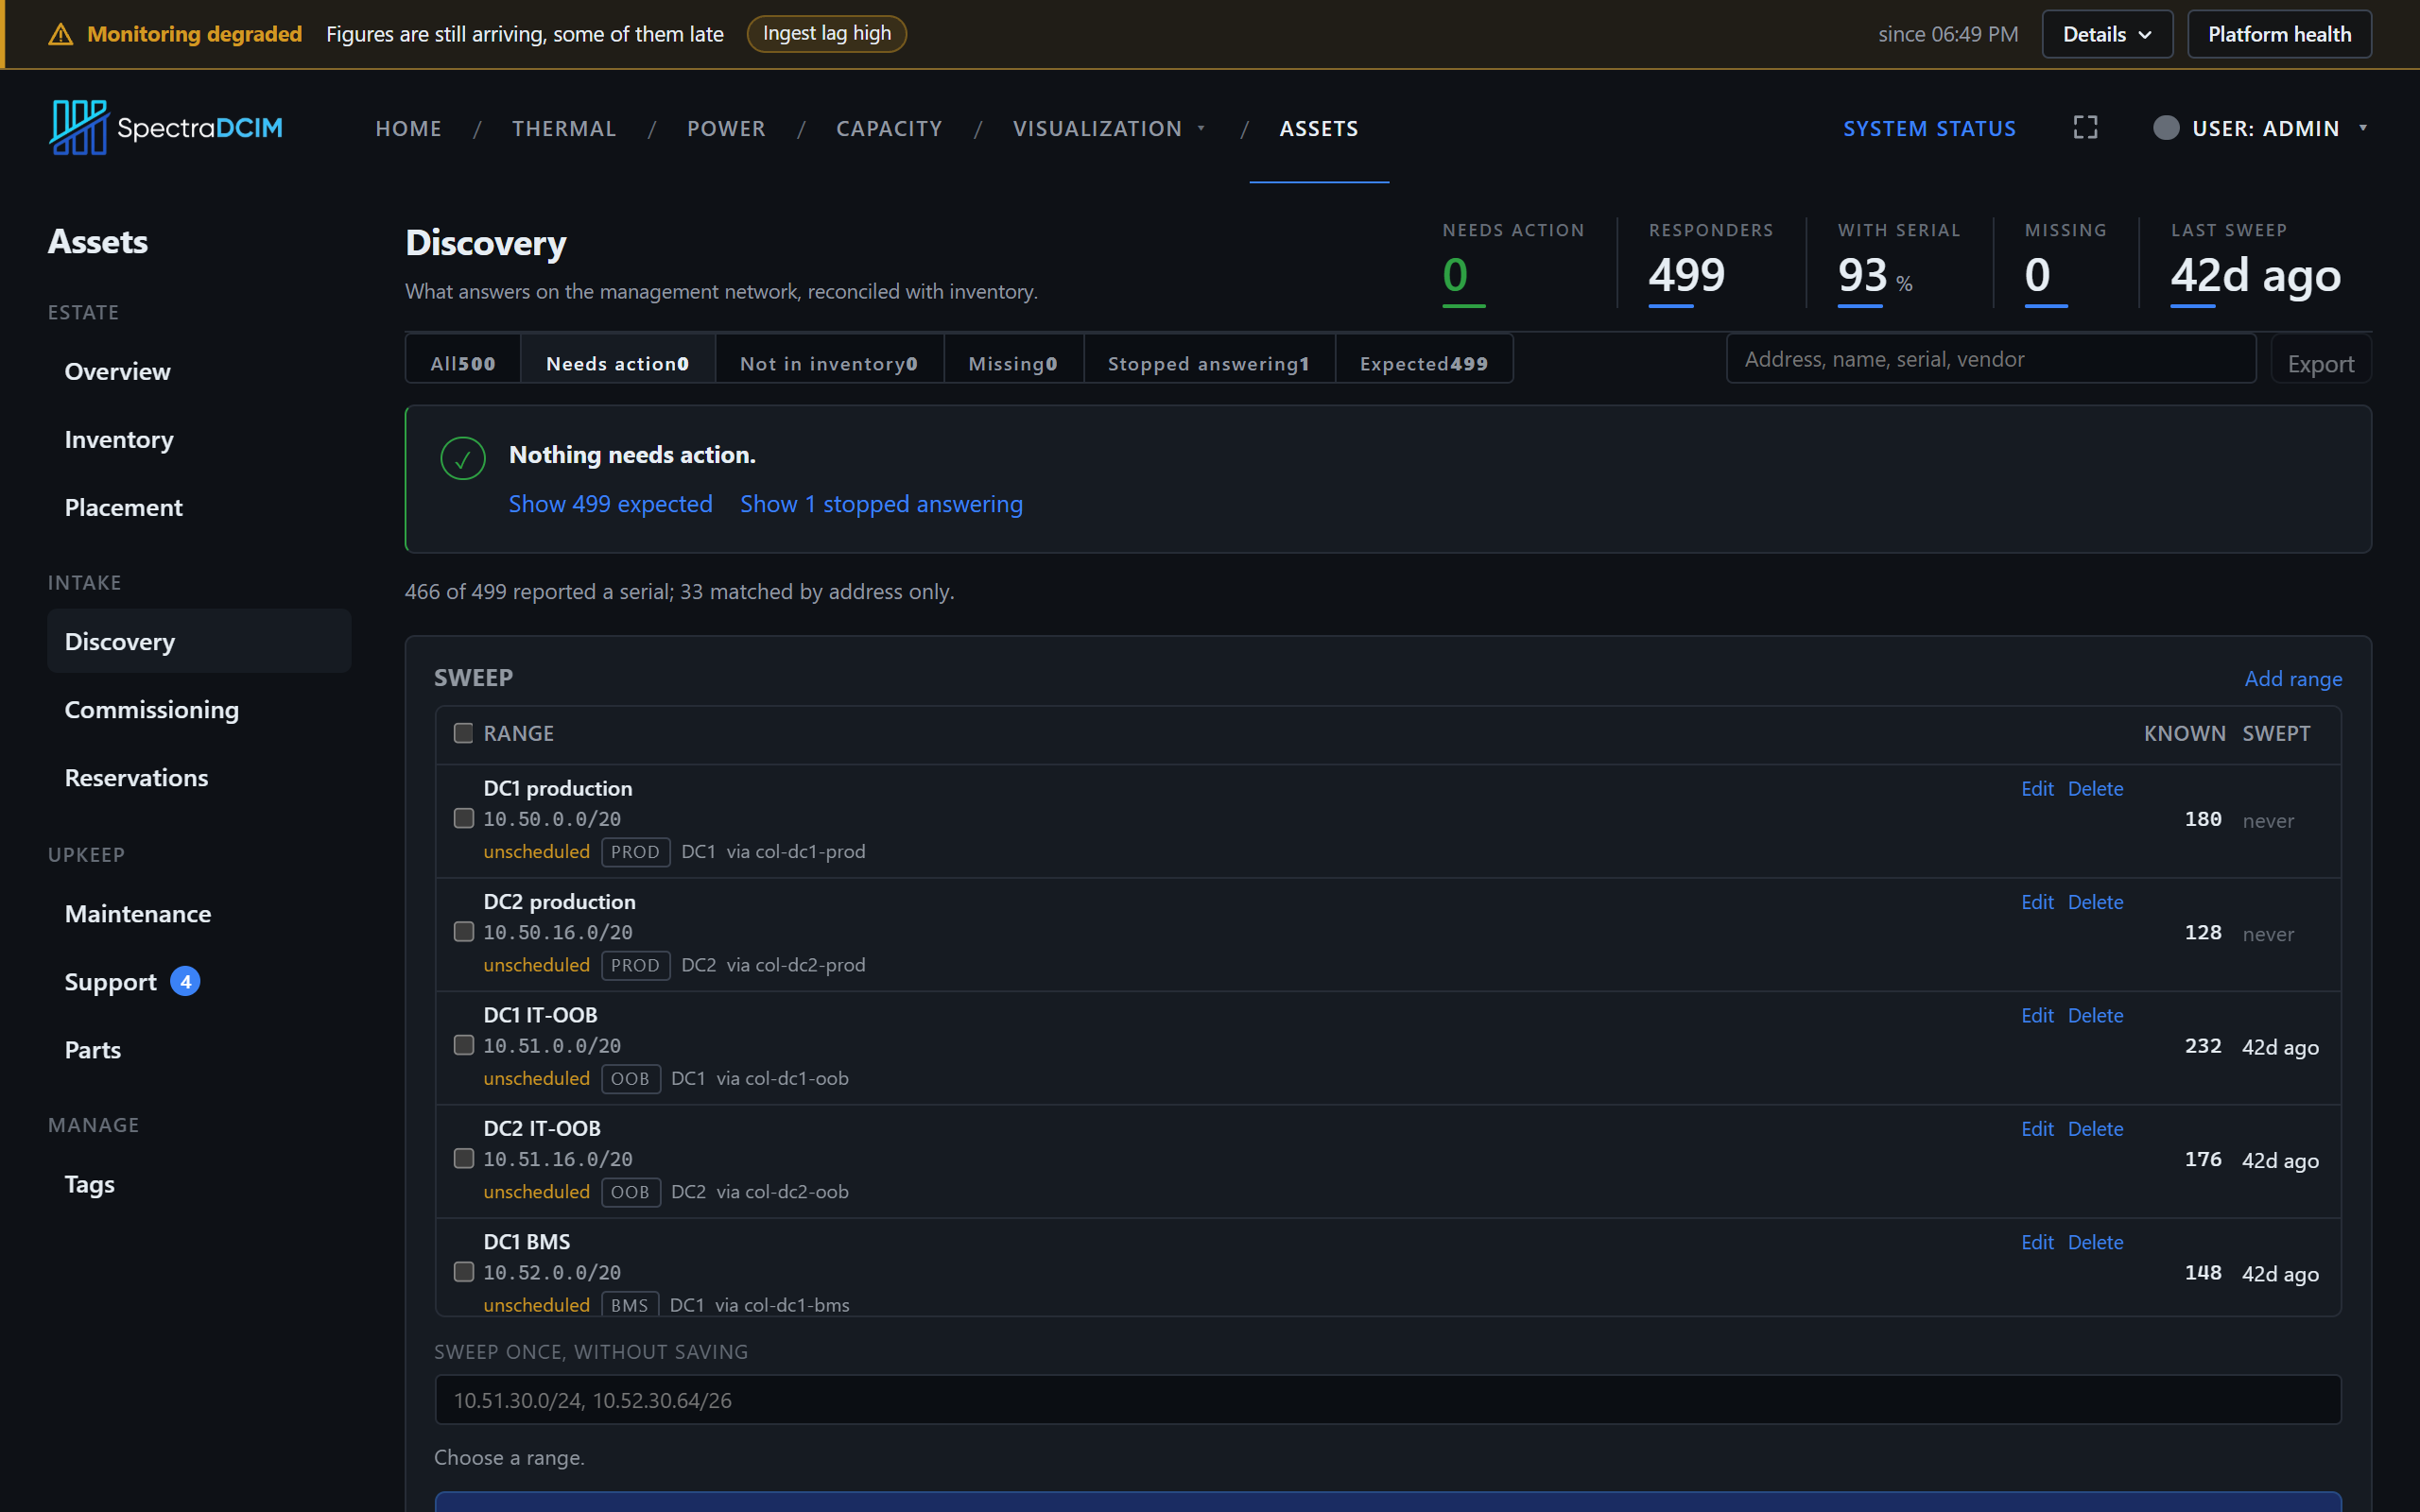 Monitoring degraded Figures are still arriving, some of them late Ingest lag high since 06:49 PM Details Platform health
SpectraDCIM HOME / THERMAL / POWER / CAPACITY / VISUALIZATION / ASSETS SYSTEM STATUS USER: ADMIN
Assets
ESTATE
Overview
Inventory
Placement
INTAKE
Discovery
Commissioning
Reservations
UPKEEP
Maintenance
Support 4
Parts
MANAGE
Tags
Discovery
What answers on the management network, reconciled with inventory.
NEEDS ACTION
0
RESPONDERS
499
WITH SERIAL
93 %
MISSING
0
LAST SWEEP
42d ago
All500 Needs action0 Not in inventory0 Missing0 Stopped answering1 Expected499 Address, name, serial, vendor Export
Nothing needs action.
Show 499 expected Show 1 stopped answering
466 of 499 reported a serial; 33 matched by address only.
SWEEP Add range
RANGE KNOWN SWEPT
DC1 production Edit Delete
10.50.0.0/20 180 never
unscheduled PROD DC1 via col-dc1-prod
DC2 production Edit Delete
10.50.16.0/20 128 never
unscheduled PROD DC2 via col-dc2-prod
DC1 IT-OOB Edit Delete
10.51.0.0/20 232 42d ago
unscheduled OOB DC1 via col-dc1-oob
DC2 IT-OOB Edit Delete
10.51.16.0/20 176 42d ago
unscheduled OOB DC2 via col-dc2-oob
DC1 BMS Edit Delete
10.52.0.0/20 148 42d ago
unscheduled BMS DC1 via col-dc1-bms
SWEEP ONCE, WITHOUT SAVING
10.51.30.0/24, 10.52.30.64/26
Choose a range.